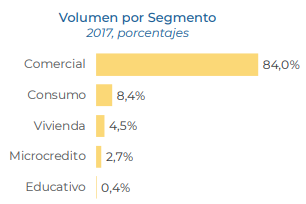 Volumen por Segmento
2017, porcentajes
Comercial 84,0%
Consumo 8,4%
Vivienda 4,5%
Microcredito 2,7%
Educativo 0,4%